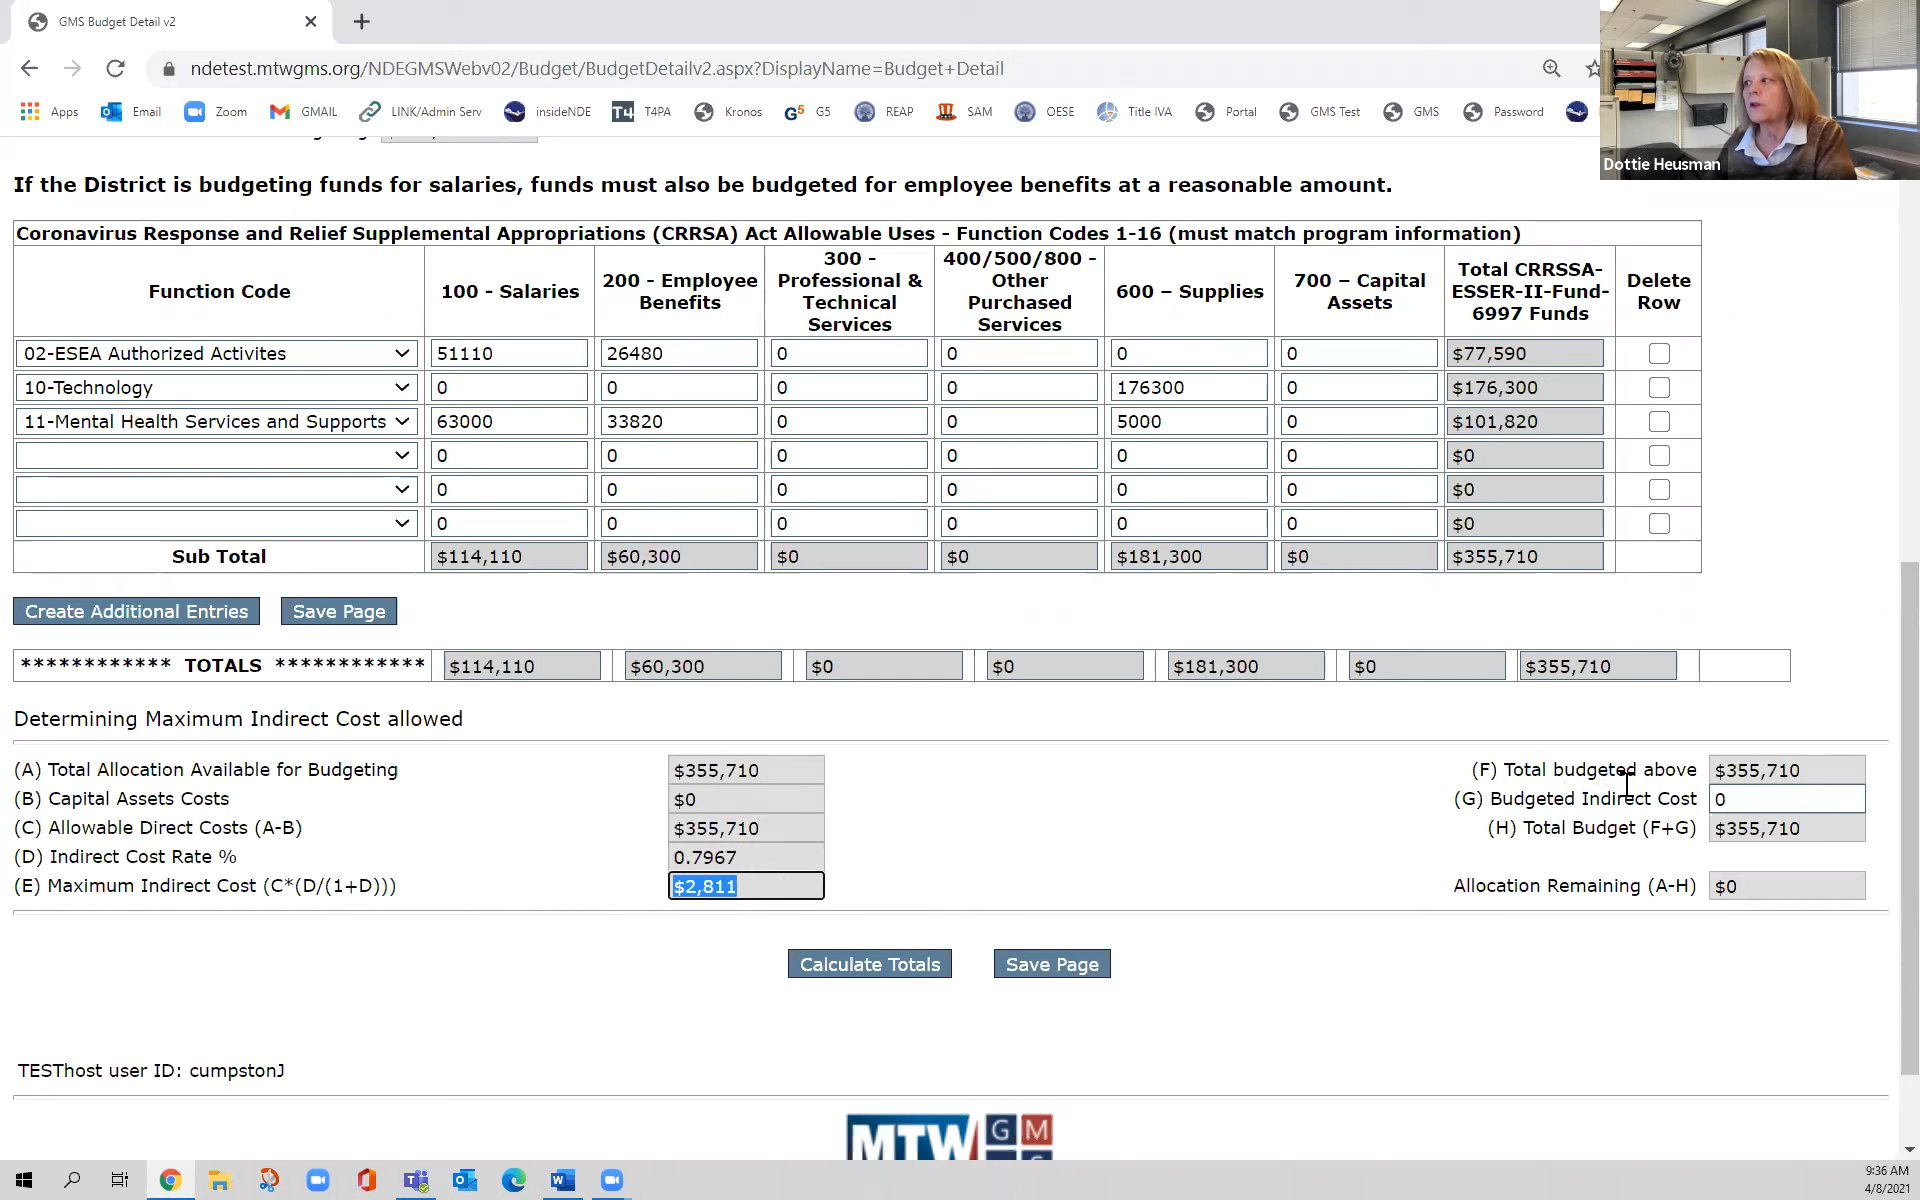 GMS Budget Detail v2
ndetest.mtwgms.org/NDEGMSWebv02/Budget/BudgetDetailv2.aspx?DisplayName=Budget+Detail
Apps Email Zoom GMAIL LINK/Admin Serv insideNDE T4 T4PA Kronos G5 G5 REAP SAM OESE Title IVA Portal GMS Test GMS Password
Dottie Heusman
If the District is budgeting funds for salaries, funds must also be budgeted for employee benefits at a reasonable amount.
Coronavirus Response and Relief Supplemental Appropriations (CRRSA) Act Allowable Uses - Function Codes 1-16 (must match program information)
Function Code
100 - Salaries
200 - Employee
Benefits
300 -
Professional &
Technical
Services
400/500/800 -
Other
Purchased
Services
600 – Supplies
700 – Capital
Assets
Total CRRSSA-
ESSER-II-Fund-
6997 Funds
Delete
Row
02-ESEA Authorized Activites 51110 26480 0 0 0 0 $77,590
10-Technology 0 0 0 0 176300 0 $176,300
11-Mental Health Services and Supports 63000 33820 0 0 5000 0 $101,820
0 0 0 0 0 0 $0
0 0 0 0 0 0 $0
0 0 0 0 0 0 $0
Sub Total $114,110 $60,300 $0 $0 $181,300 $0 $355,710
Create Additional Entries Save Page
************ TOTALS ************ $114,110 $60,300 $0 $0 $181,300 $0 $355,710
Determining Maximum Indirect Cost allowed
(A) Total Allocation Available for Budgeting $355,710
(B) Capital Assets Costs $0
(C) Allowable Direct Costs (A-B) $355,710
(D) Indirect Cost Rate % 0.7967
(E) Maximum Indirect Cost (C*(D/(1+D))) $2,811
(F) Total budgeted above $355,710
(G) Budgeted Indirect Cost 0
(H) Total Budget (F+G) $355,710
Allocation Remaining (A-H) $0
Calculate Totals Save Page
TESThost user ID: cumpstonJ
MTW G M
9:36 AM
4/8/2021